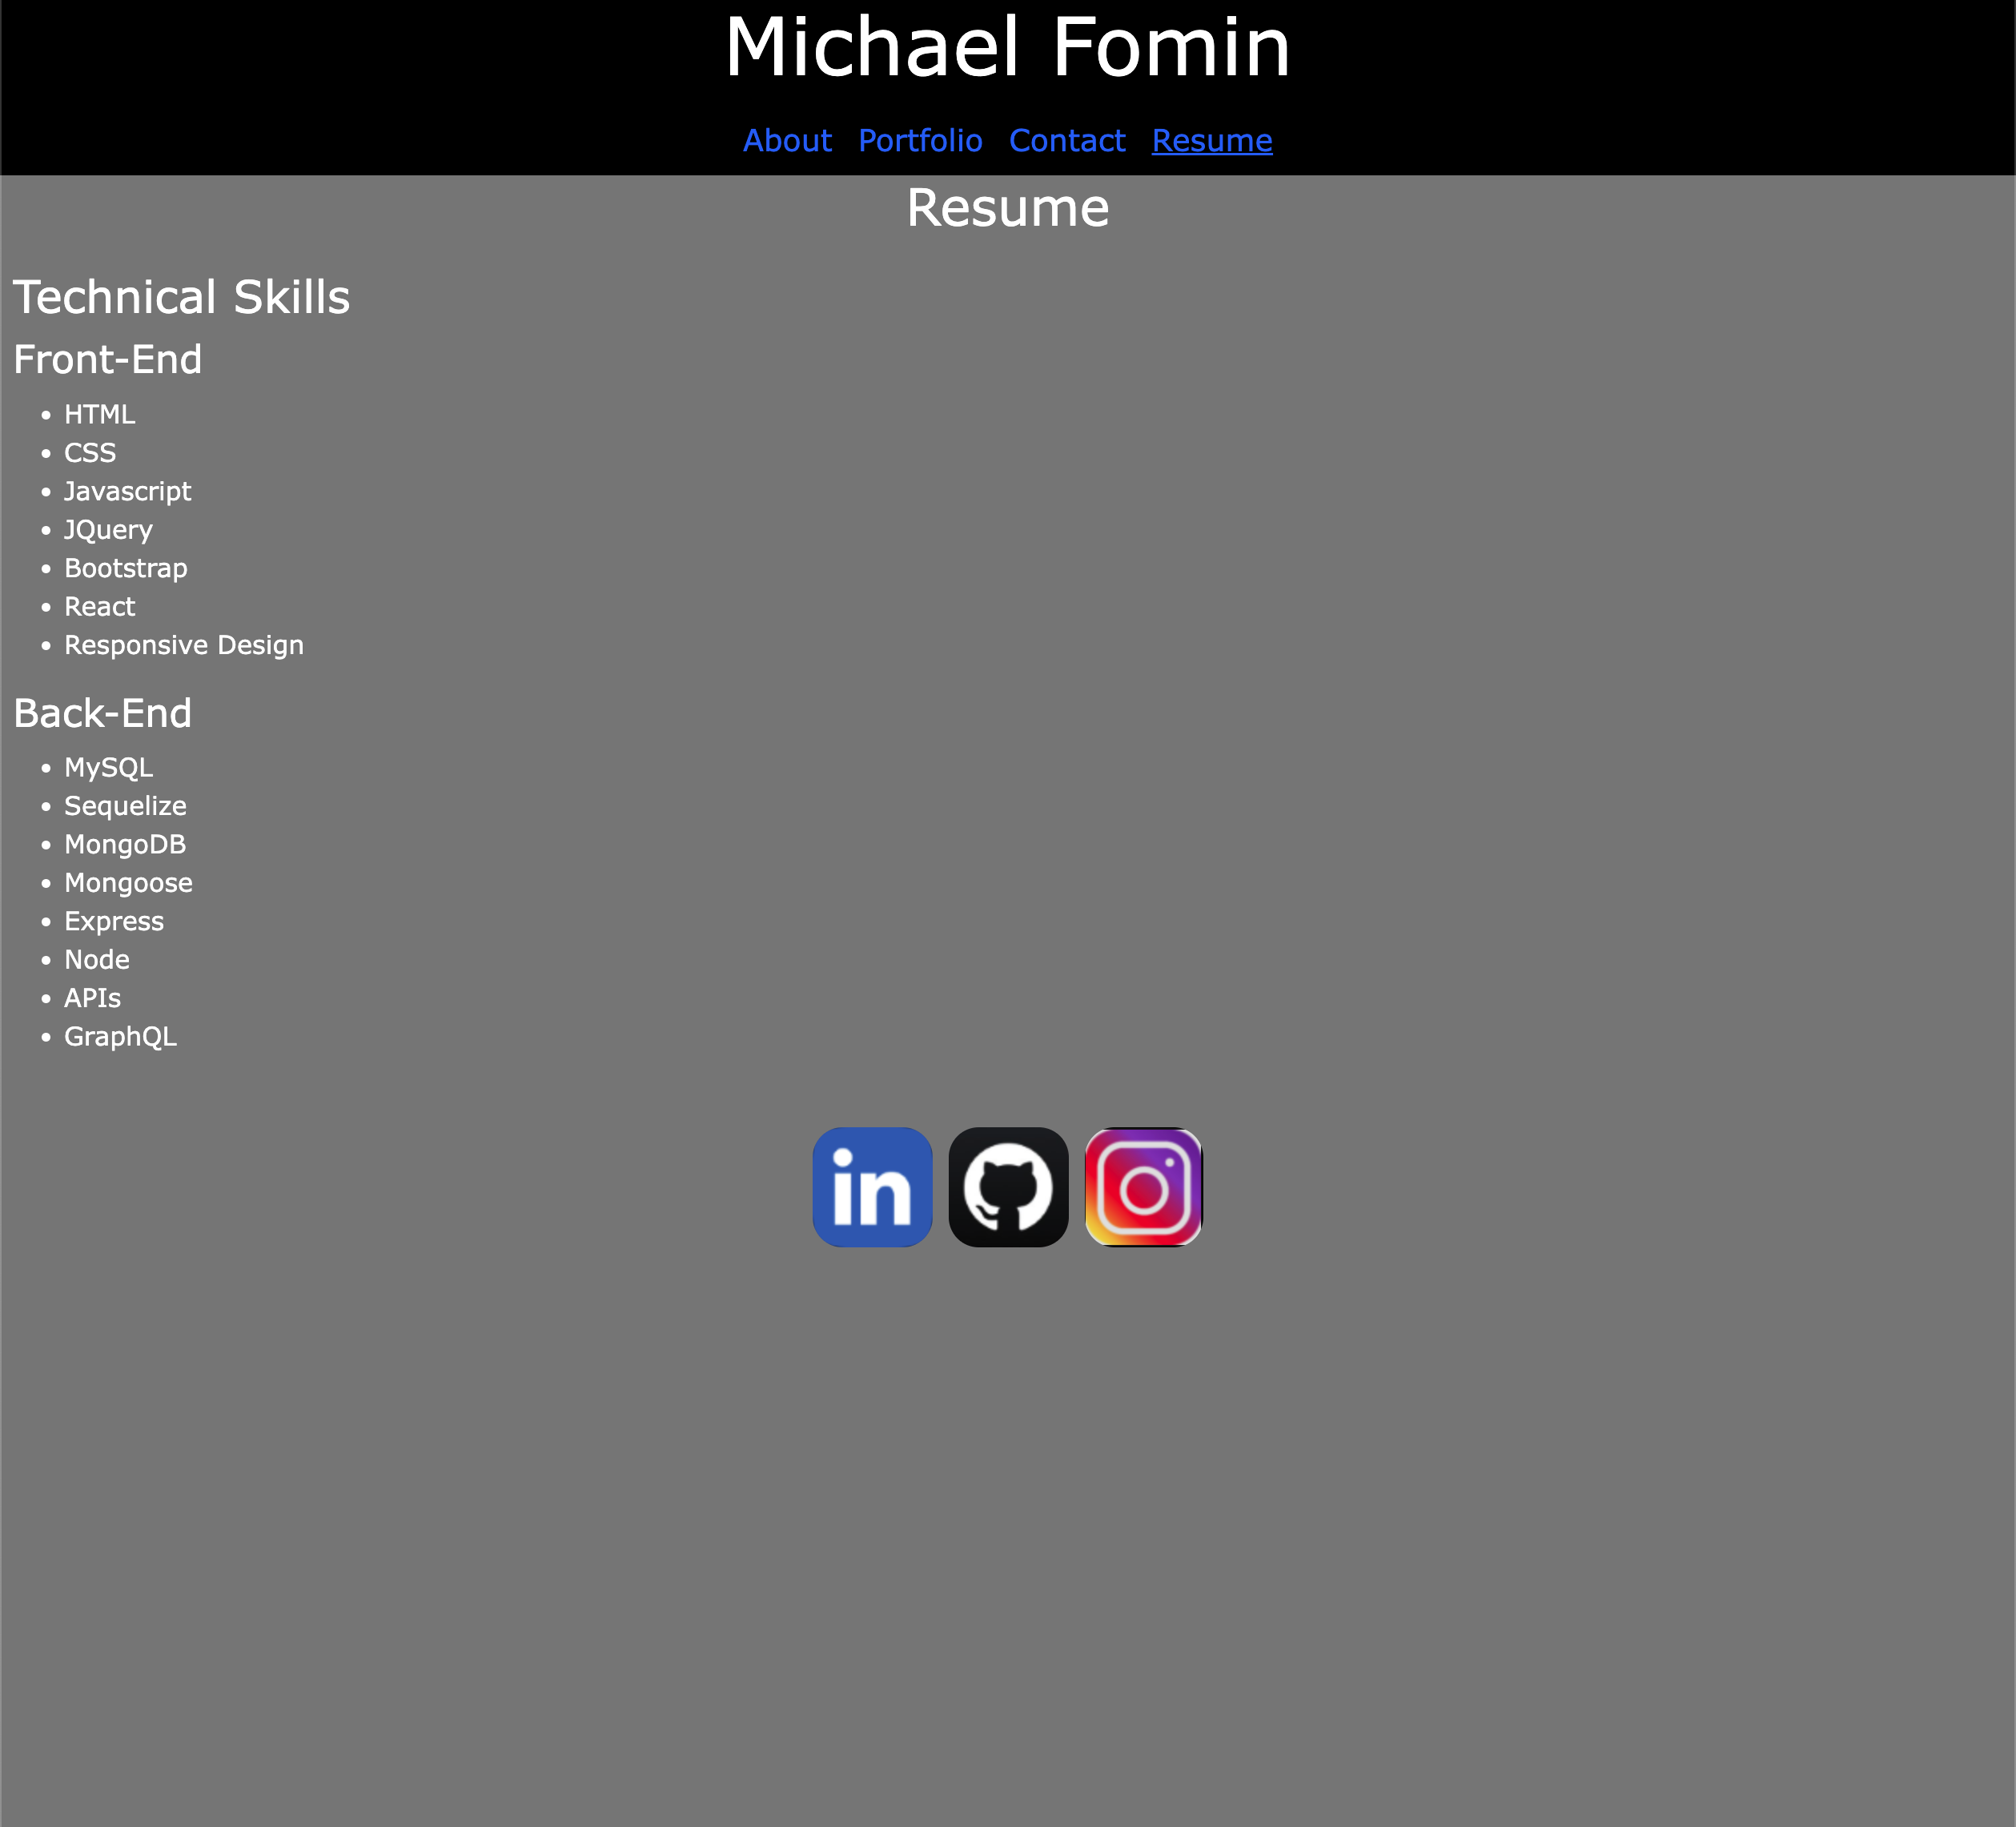 Michael Fomin
About Portfolio Contact Resume
Resume
Technical Skills
Front-End
HTML
CSS
Javascript
JQuery
Bootstrap
React
Responsive Design
Back-End
MySQL
Sequelize
MongoDB
Mongoose
Express
Node
APIs
GraphQL
in